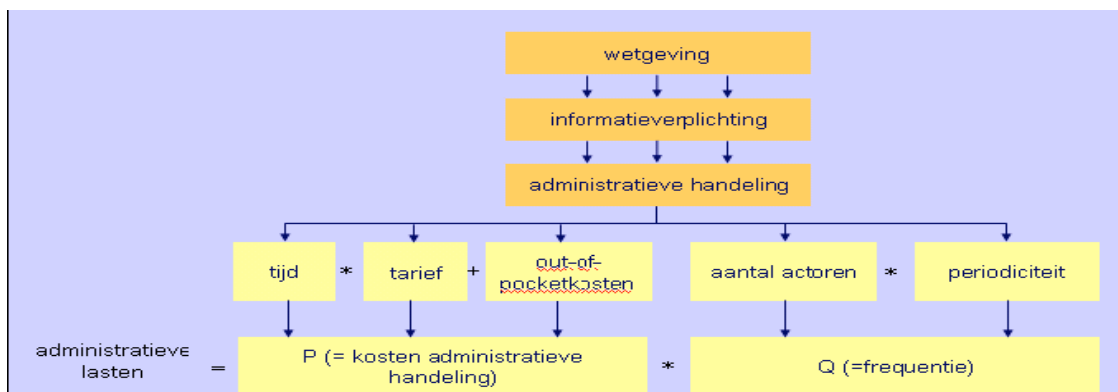 wetgeving
informatieverplichting
administratieve handeling
tijd * tarief + out-of-
pocketkosten aantal actoren * periodiciteit
administratieve
lasten = P (= kosten administratieve
handeling) * Q (=frequentie)